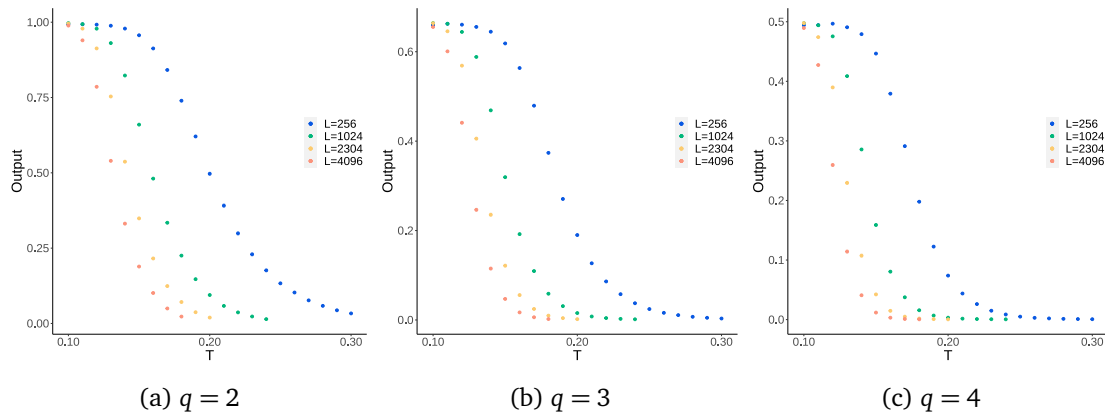 1.00
0.75
0.50
0.25
0.00
Output
0.10
0.20
0.30
T
L=256
L=1024
L=2304
L=4096
(a) q = 2
0.6
0.4
0.2
0.0
Output
0.10
0.20
0.30
T
L=256
L=1024
L=2304
L=4096
(b) q = 3
0.5
0.4
0.3
0.2
0.1
0.0
Output
0.10
0.20
0.30
T
L=256
L=1024
L=2304
L=4096
(c) q = 4